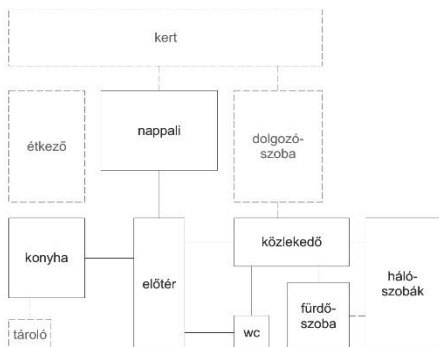 kert
étkező
nappali
dolgozó-
szoba
konyha
előtér
közlekedő
háló-
szobák
fürdő-
szoba
tároló
wc